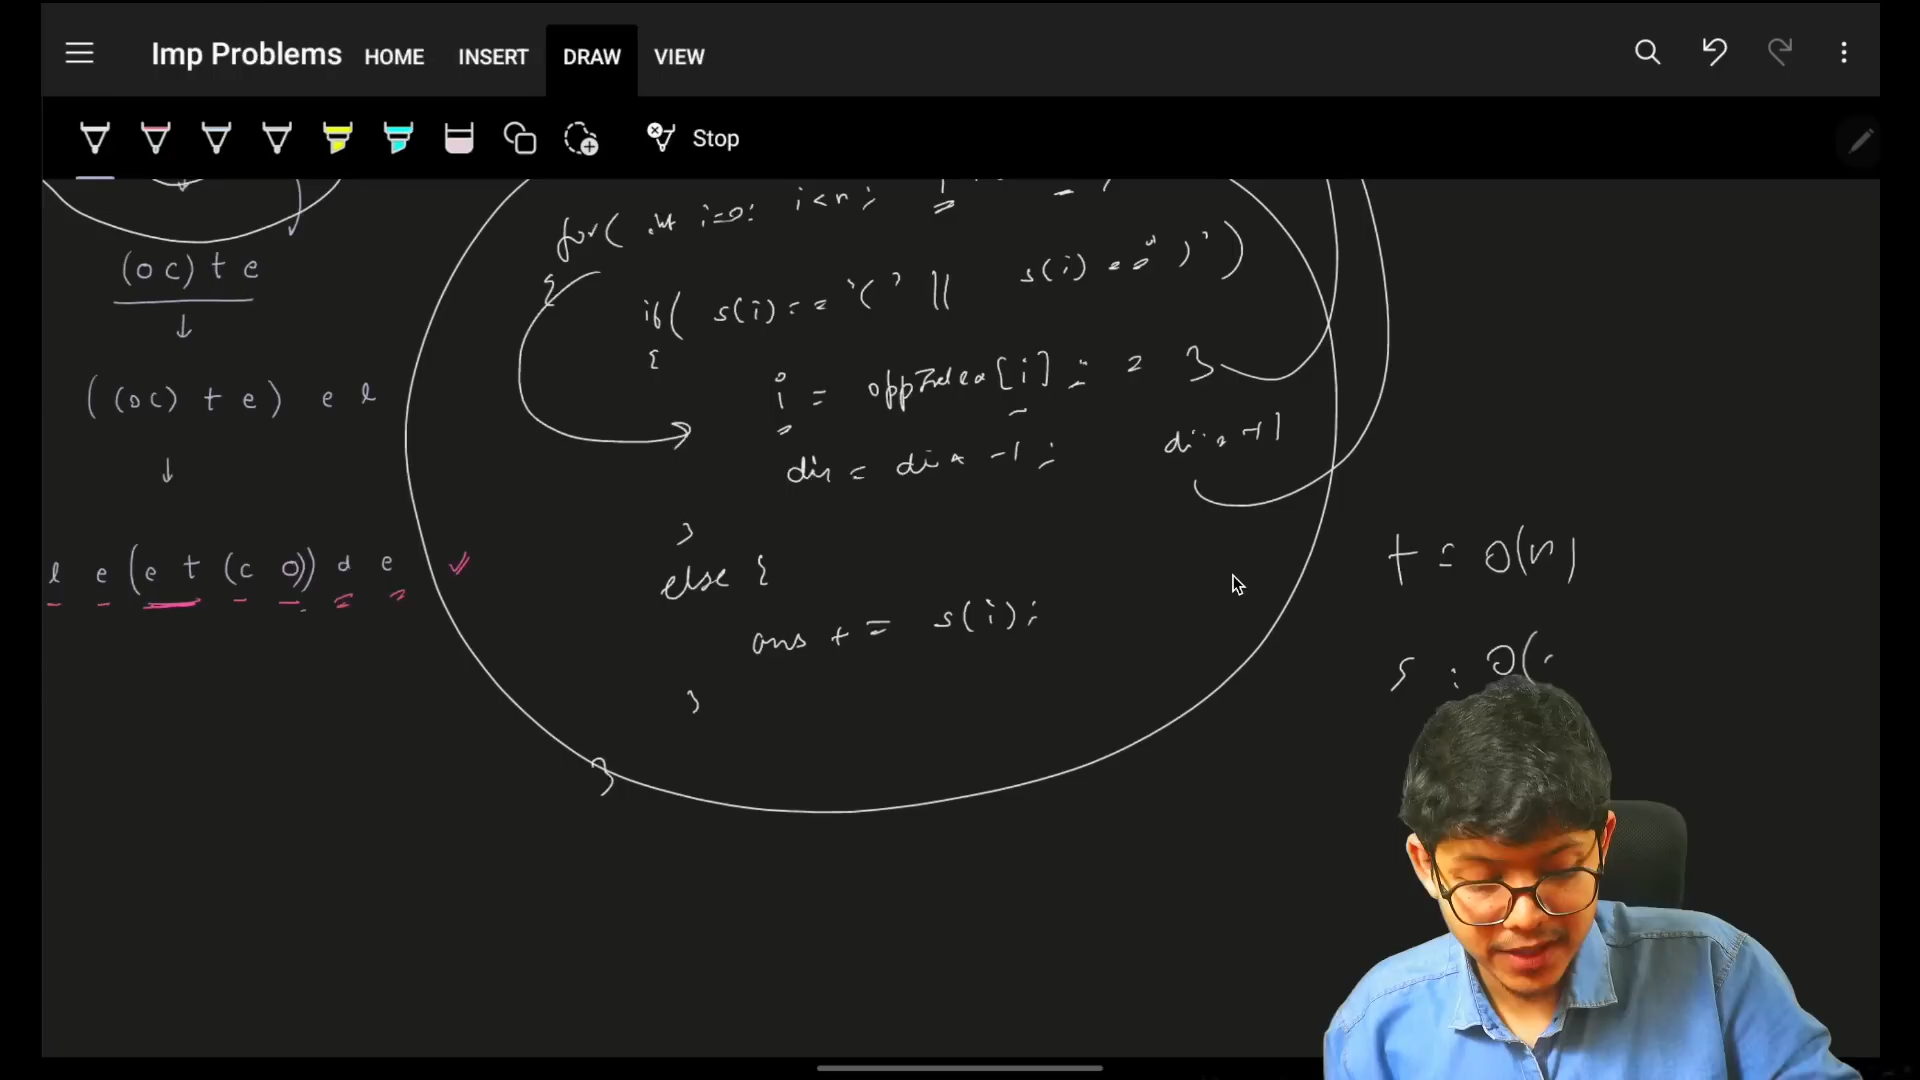 Imp Problems HOME INSERT DRAW VIEW
Stop
for( int i=0; i<n;
{
(oc) t e
↓
if( s(i) == '(' || s(i) == ')')
{
((oc) t e) e l
i = oppIndex[i]; = 3
↓
dir = dir * -1; dir = -1
}
l e (e t (c o)) d e
else {
ans += s(i);
}
}
t = O(n)
s : O(